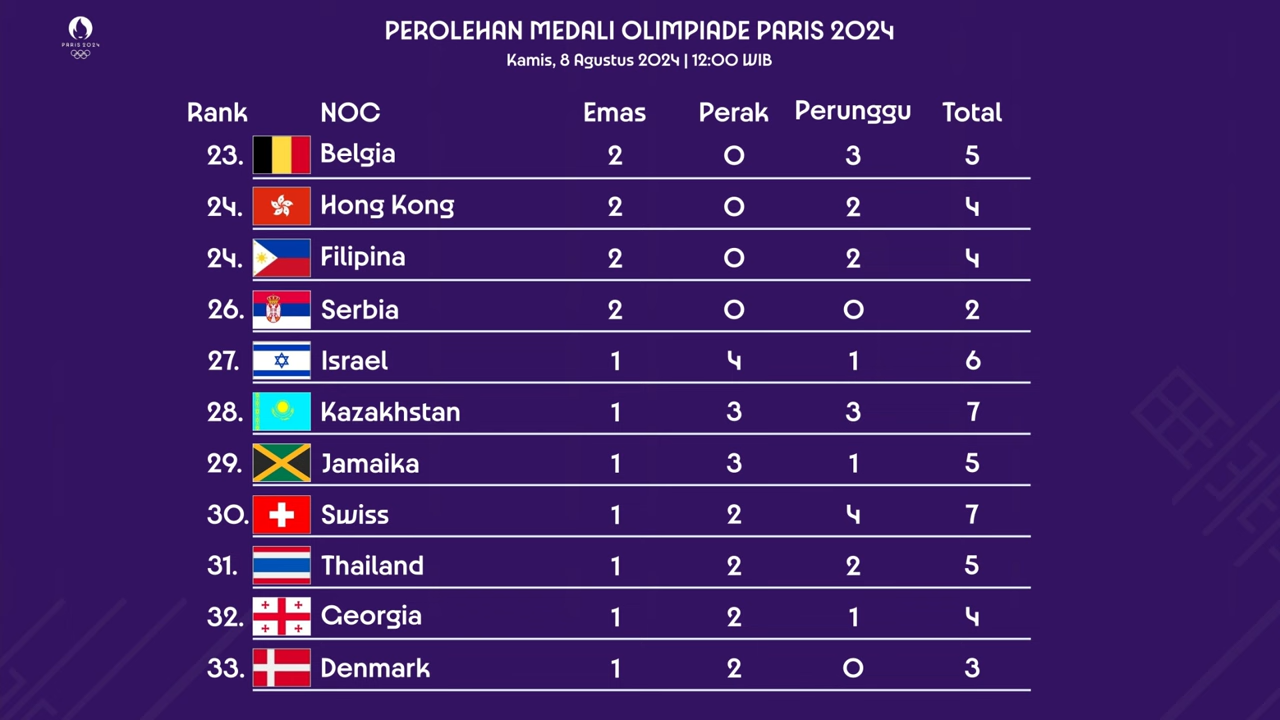 PARIS 2024
PEROLEHAN MEDALI OLIMPIADE PARIS 2024
Kamis, 8 Agustus 2024 | 12:00 WIB
Rank NOC Emas Perak Perunggu Total
23. Belgia 2 0 3 5
24. Hong Kong 2 0 2 4
24. Filipina 2 0 2 4
26. Serbia 2 0 0 2
27. Israel 1 4 1 6
28. Kazakhstan 1 3 3 7
29. Jamaika 1 3 1 5
30. Swiss 1 2 4 7
31. Thailand 1 2 2 5
32. Georgia 1 2 1 4
33. Denmark 1 2 0 3